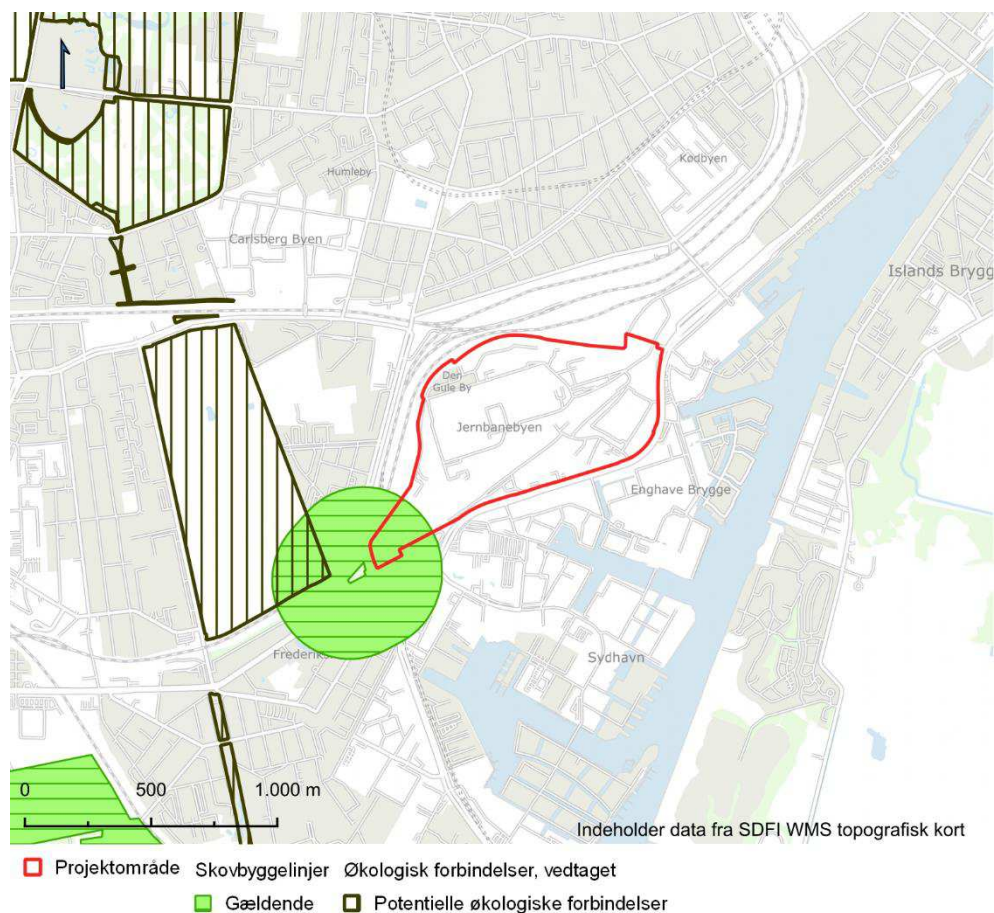 Kødbyen
Humleby
Carlsberg Byen
Islands Brygg
Den
Gule By
Jernbanebyen
Enghave Brygge
Frederiks
Sydhavn
0 500 1.000 m
Indeholder data fra SDFI WMS topografisk kort
Projektområde Skovbyggelinjer Økologisk forbindelser, vedtaget
Gældende Potentielle økologiske forbindelser